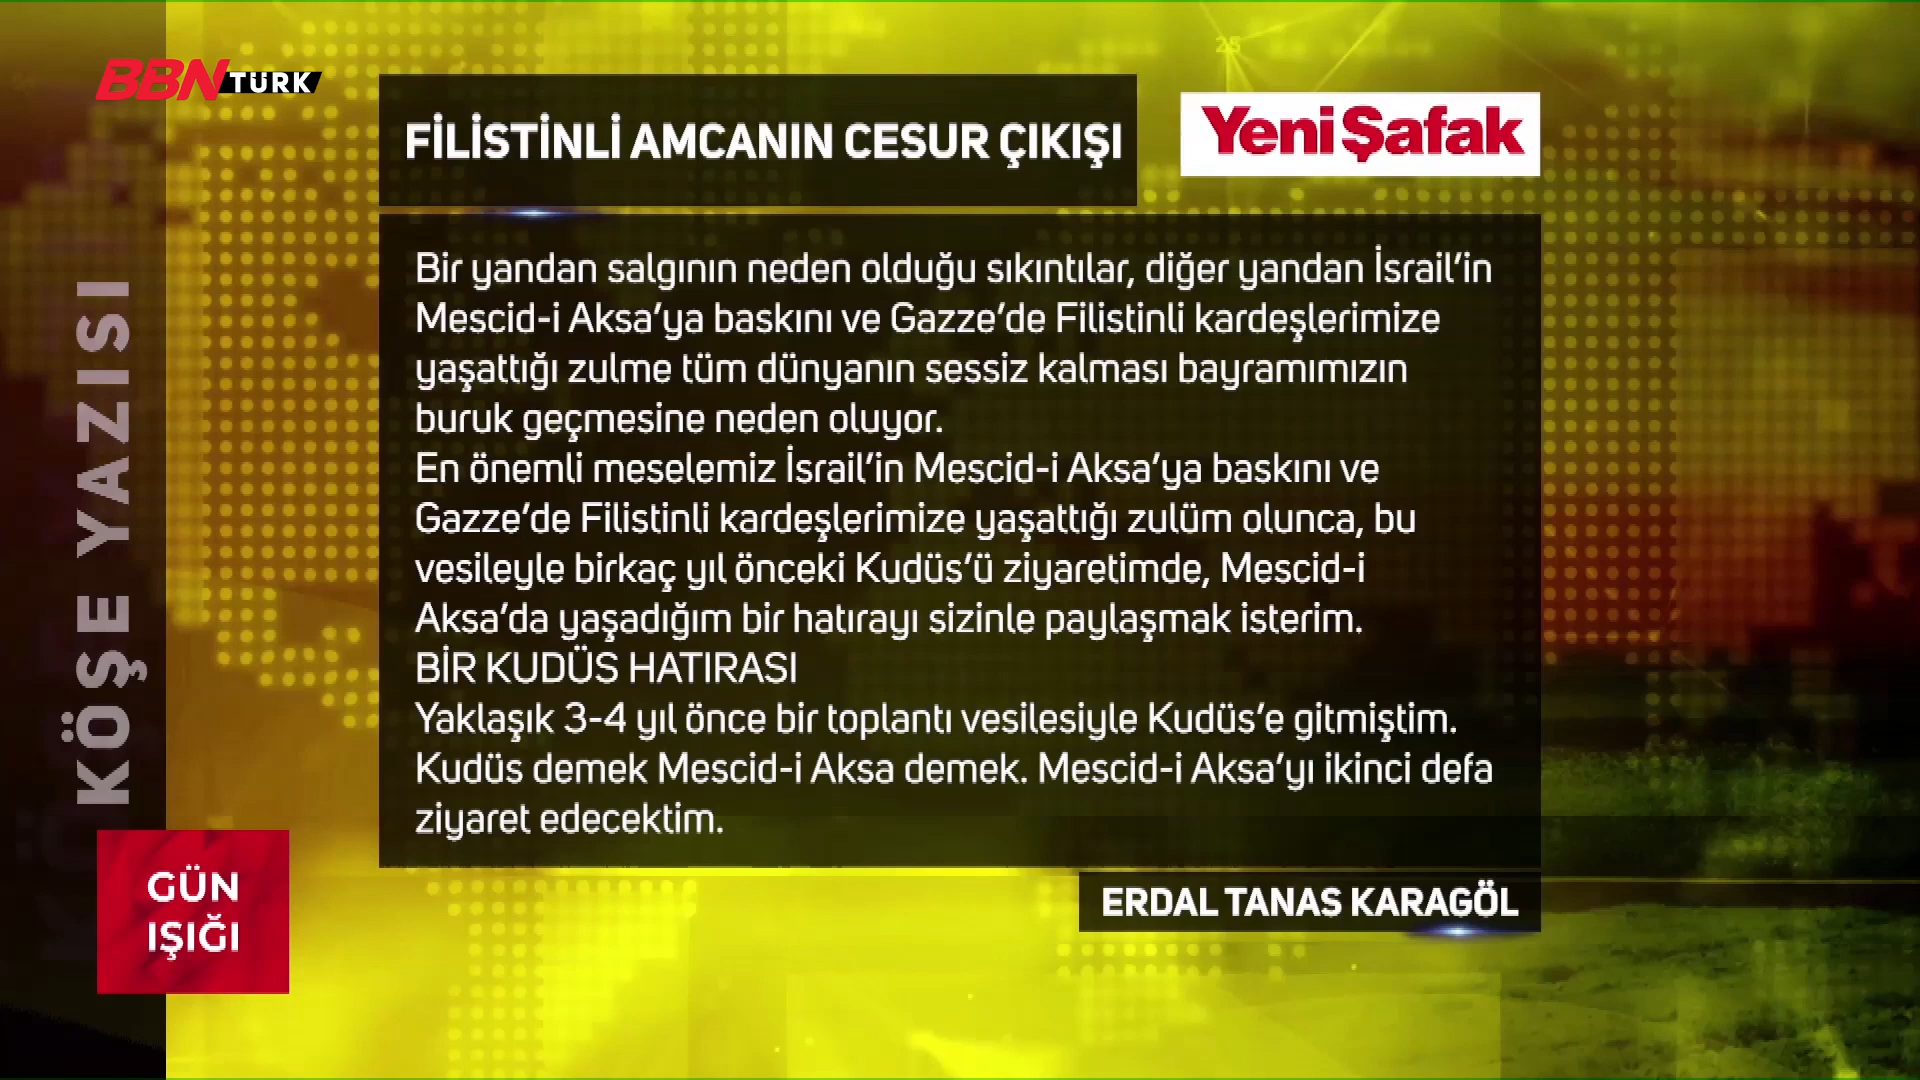 BBN TÜRK
FİLİSTİNLİ AMCANIN CESUR ÇIKIŞI
Yeni Şafak
25
Bir yandan salgının neden olduğu sıkıntılar, diğer yandan İsrail’in
Mescid-i Aksa’ya baskını ve Gazze’de Filistinli kardeşlerimize
yaşattığı zulme tüm dünyanın sessiz kalması bayramımızın
buruk geçmesine neden oluyor.
En önemli meselemiz İsrail’in Mescid-i Aksa’ya baskını ve
Gazze’de Filistinli kardeşlerimize yaşattığı zulüm olunca, bu
vesileyle birkaç yıl önceki Kudüs’ü ziyaretimde, Mescid-i
Aksa’da yaşadığım bir hatırayı sizinle paylaşmak isterim.
BİR KUDÜS HATIRASI
Yaklaşık 3-4 yıl önce bir toplantı vesilesiyle Kudüs’e gitmiştim.
Kudüs demek Mescid-i Aksa demek. Mescid-i Aksa’yı ikinci defa
ziyaret edecektim.
ERDAL TANAS KARAGÖL
KÖŞE YAZISI
GÜN
IŞIĞI